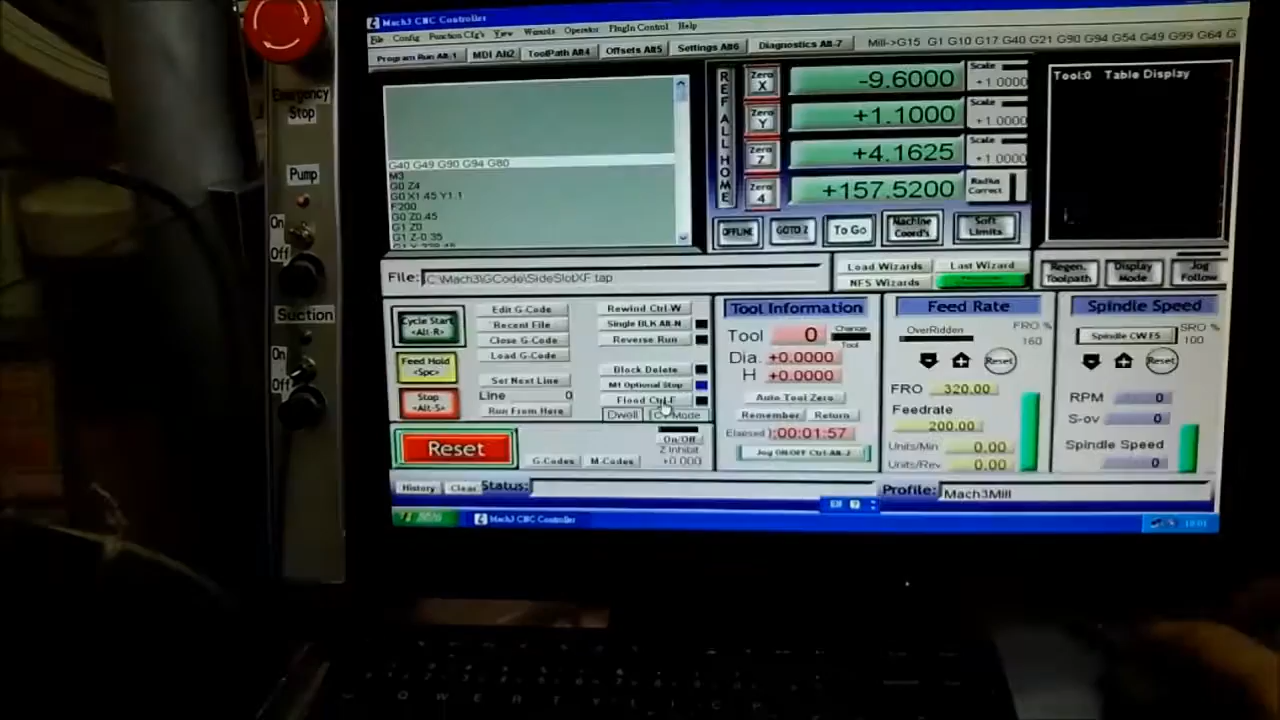 Mach3 CNC Controller
File Config Function Cfg's View Wizards Operator PlugIn Control Help
Program Run Alt-1 MDI Alt2 ToolPath Alt4 Offsets Alt5 Settings Alt6 Diagnostics Alt-7 Mill->G15 G1 G10 G17 G40 G21 G90 G94 G54 G49 G99 G64 G
Emergency
Stop
Pump
On
Off
Suction
On
Off
G40 G49 G90 G94 G80
M3
G0 Z4
G0 X1.45 Y1.1
F200
G0 Z0.45
G1 Z0
G1 Z-0.35
REF ALL HOME
Zero X -9.6000 Scale +1.0000
Zero Y +1.1000 Scale +1.0000
Zero Z +4.1625 Scale +1.0000
Zero 4 +157.5200 Radius Correct
OFFLINE GOTO Z To Go Machine Coord's Soft Limits
Tool:0 Table Display
File: C:\Mach3\GCode\SideSlotXF.tap
Load Wizards Last Wizard
NFS Wizards
Regen. Toolpath Display Mode Jog Follow
Cycle Start <Alt-R>
Feed Hold <Spc>
Stop <Alt-S>
Edit G-Code
Recent File
Close G-Code
Load G-Code
Set Next Line
Line 0
Run From Here
Rewind Ctrl-W
Single BLK Alt-N
Reverse Run
Block Delete
M1 Optional Stop
Flood Ctrl-F
Dwell CV Mode
Reset
G-Codes M-Codes
On/Off
Z Inhibit
+0.000
Tool Information
Tool 0 Change Tool
Dia. +0.0000
H +0.0000
Auto Tool Zero
Remember Return
Elapsed 00:01:57
Jog ON/OFF Ctrl-Alt-J
Feed Rate
OverRidden FRO %
160
Reset
FRO 320.00
Feedrate
200.00
Units/Min 0.00
Units/Rev 0.00
Spindle Speed
Spindle CW F5 SRO %
100
Reset
RPM 0
S-ov 0
Spindle Speed
0
History Clear Status: Profile: Mach3Mill
Mach3 CNC Controller